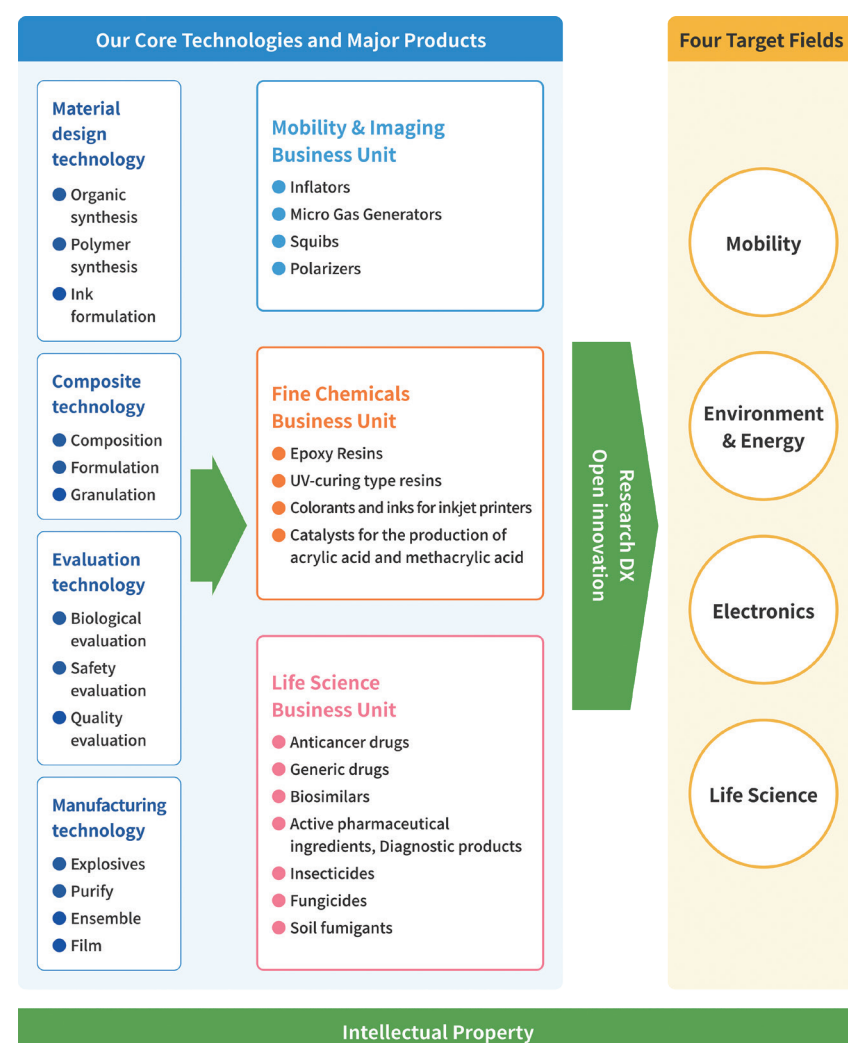 Our Core Technologies and Major Products
Material
design
technology
Organic
synthesis
Polymer
synthesis
Ink
formulation
Composite
technology
Composition
Formulation
Granulation
Evaluation
technology
Biological
evaluation
Safety
evaluation
Quality
evaluation
Manufacturing
technology
Explosives
Purify
Ensemble
Film
Mobility & Imaging
Business Unit
Inflators
Micro Gas Generators
Squibs
Polarizers
Fine Chemicals
Business Unit
Epoxy Resins
UV-curing type resins
Colorants and inks for inkjet printers
Catalysts for the production of
acrylic acid and methacrylic acid
Life Science
Business Unit
Anticancer drugs
Generic drugs
Biosimilars
Active pharmaceutical
ingredients, Diagnostic products
Insecticides
Fungicides
Soil fumigants
Research DX
Open innovation
Four Target Fields
Mobility
Environment
& Energy
Electronics
Life Science
Intellectual Property